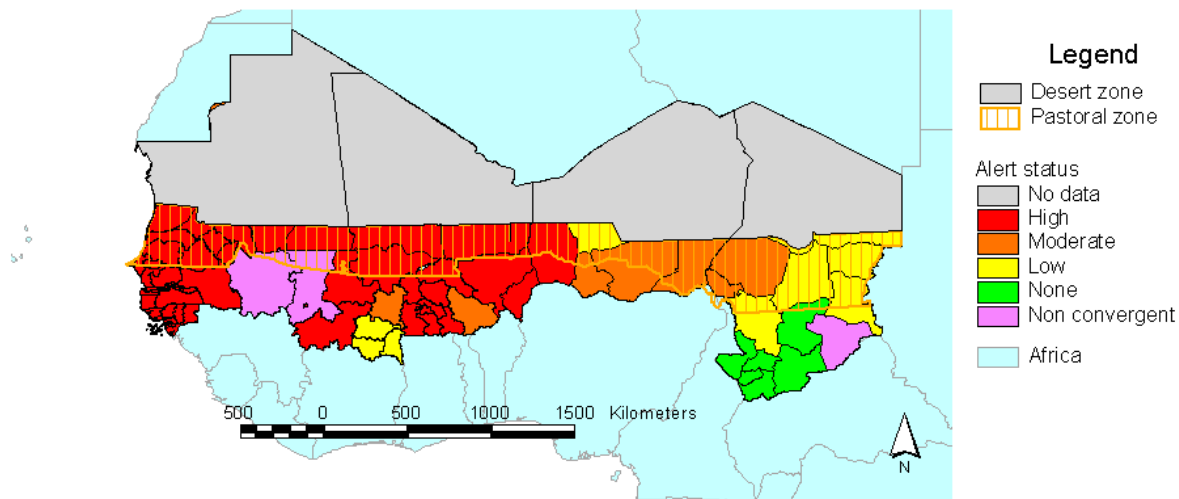 Legend
Desert zone
Pastoral zone
Alert status
No data
High
Moderate
Low
None
Non convergent
Africa
500 0 500 1000 1500 Kilometers
N